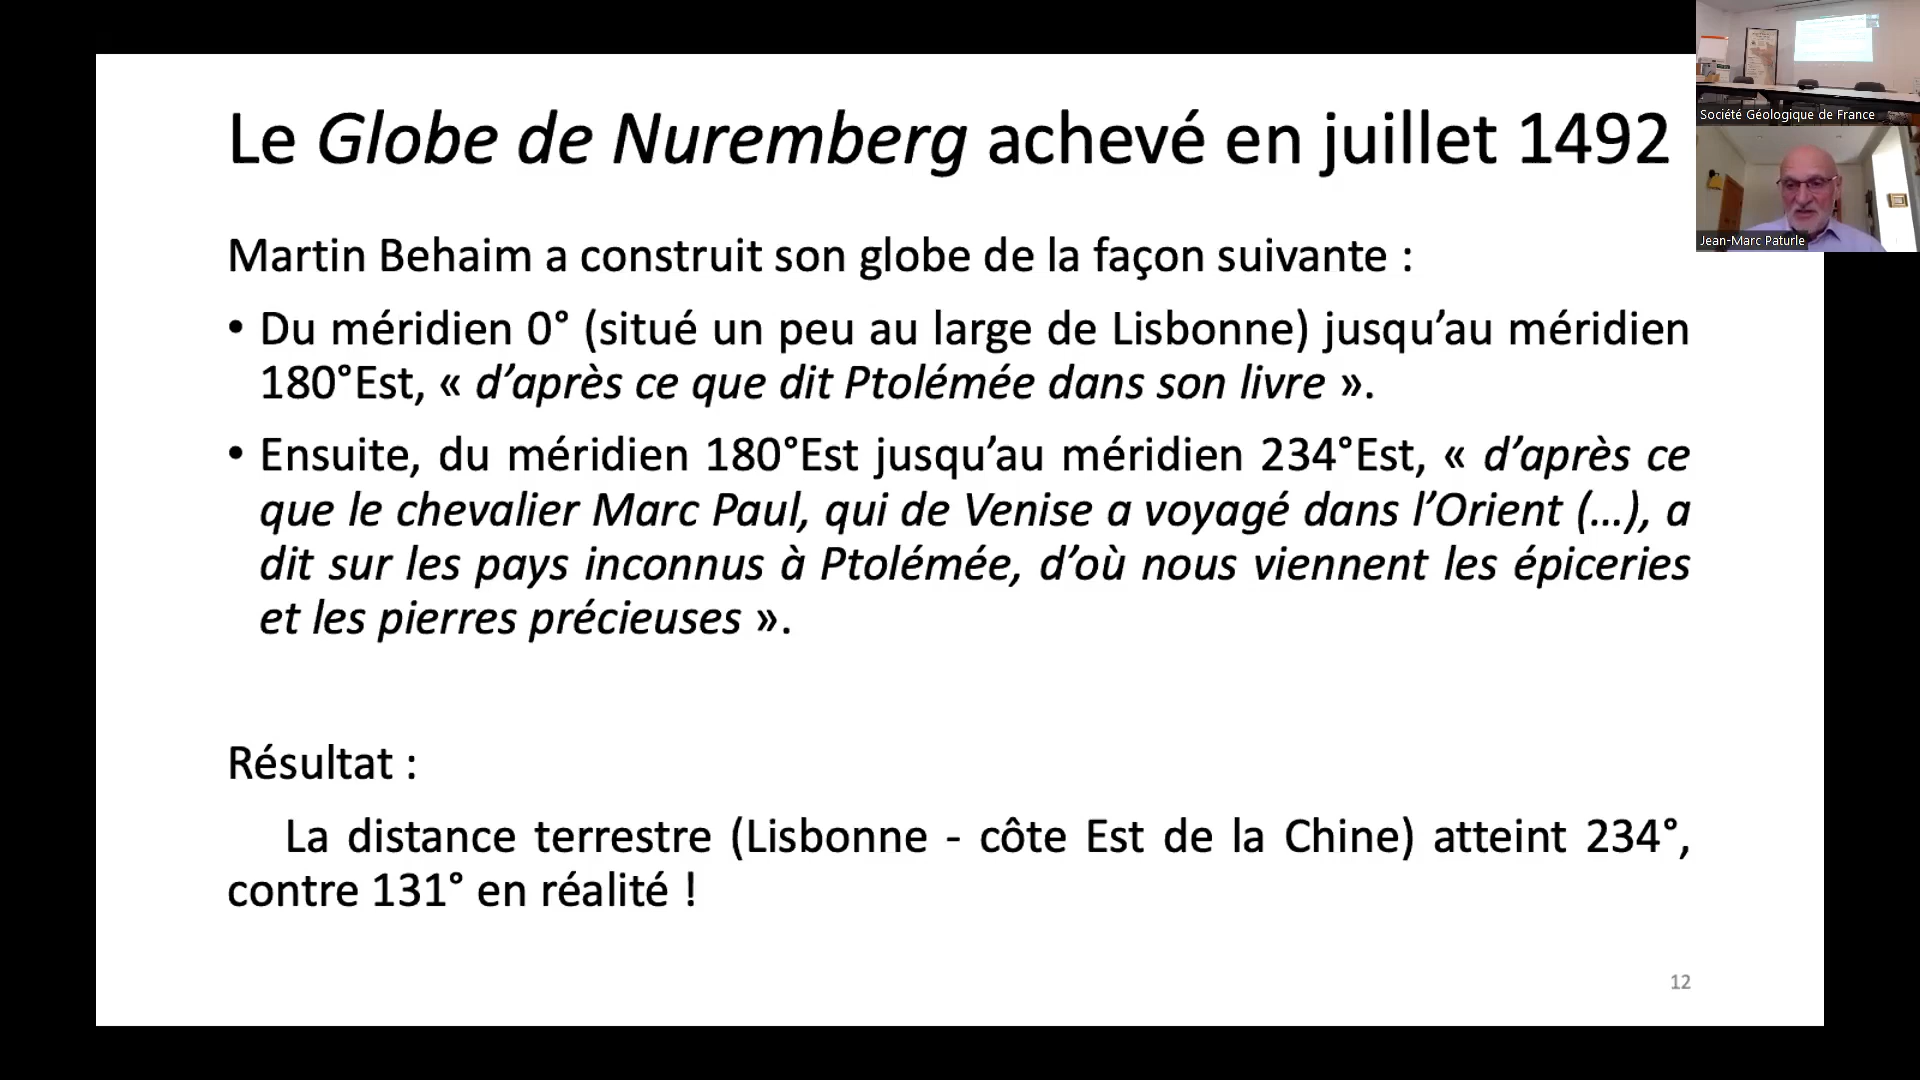 Le Globe de Nuremberg achevé en juillet 1492
Martin Behaim a construit son globe de la façon suivante :
• Du méridien 0° (situé un peu au large de Lisbonne) jusqu’au méridien
180°Est, « d’après ce que dit Ptolémée dans son livre ».
• Ensuite, du méridien 180°Est jusqu’au méridien 234°Est, « d’après ce
que le chevalier Marc Paul, qui de Venise a voyagé dans l’Orient (…), a
dit sur les pays inconnus à Ptolémée, d’où nous viennent les épiceries
et les pierres précieuses ».
Résultat :
La distance terrestre (Lisbonne - côte Est de la Chine) atteint 234°,
contre 131° en réalité !
12
Société Géologique de France
Jean-Marc Paturle